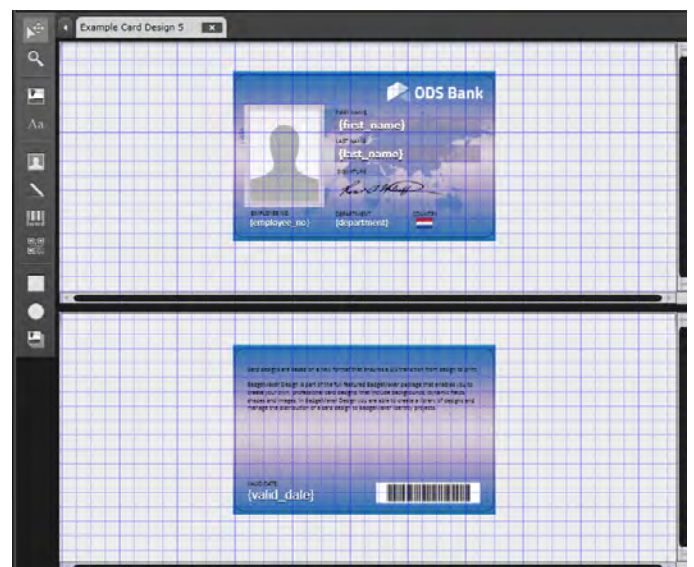 Example Card Design 5
Aa
ODS Bank
FIRST NAME
{first_name}
LAST NAME
{last_name}
SIGNATURE
EMPLOYEE NO
DEPARTMENT
COUNTRY
{employee_no}
{department}
Card designs are based on a new format that ensures a transition from design to print.
BadgeMaker Design is part of the full featured BadgeMaker package that enables you to
create your own, professional card designs, that include backgrounds, dynamic fields,
shapes and images. In BadgeMaker Design you are able to create a library of designs and
manage the distribution of a card design to BadgeMaker Identity projects.
VALID DATE
{valid_date}